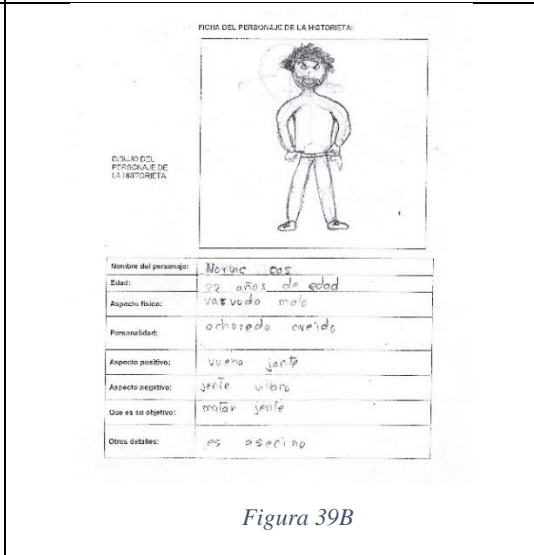 FICHA DEL PERSONAJE DE LA HISTORIETA:
DIBUJO DEL
PERSONAJE DE
LA HISTORIETA
Nombre del personaje:
Edad: años de edad
Aspecto físico: varvudo malo
Personalidad:
Aspecto positivo: vuena jente
Aspecto negativo: jente
Que es su objetivo: matar jente
Otros detalles: es asecino
Figura 39B